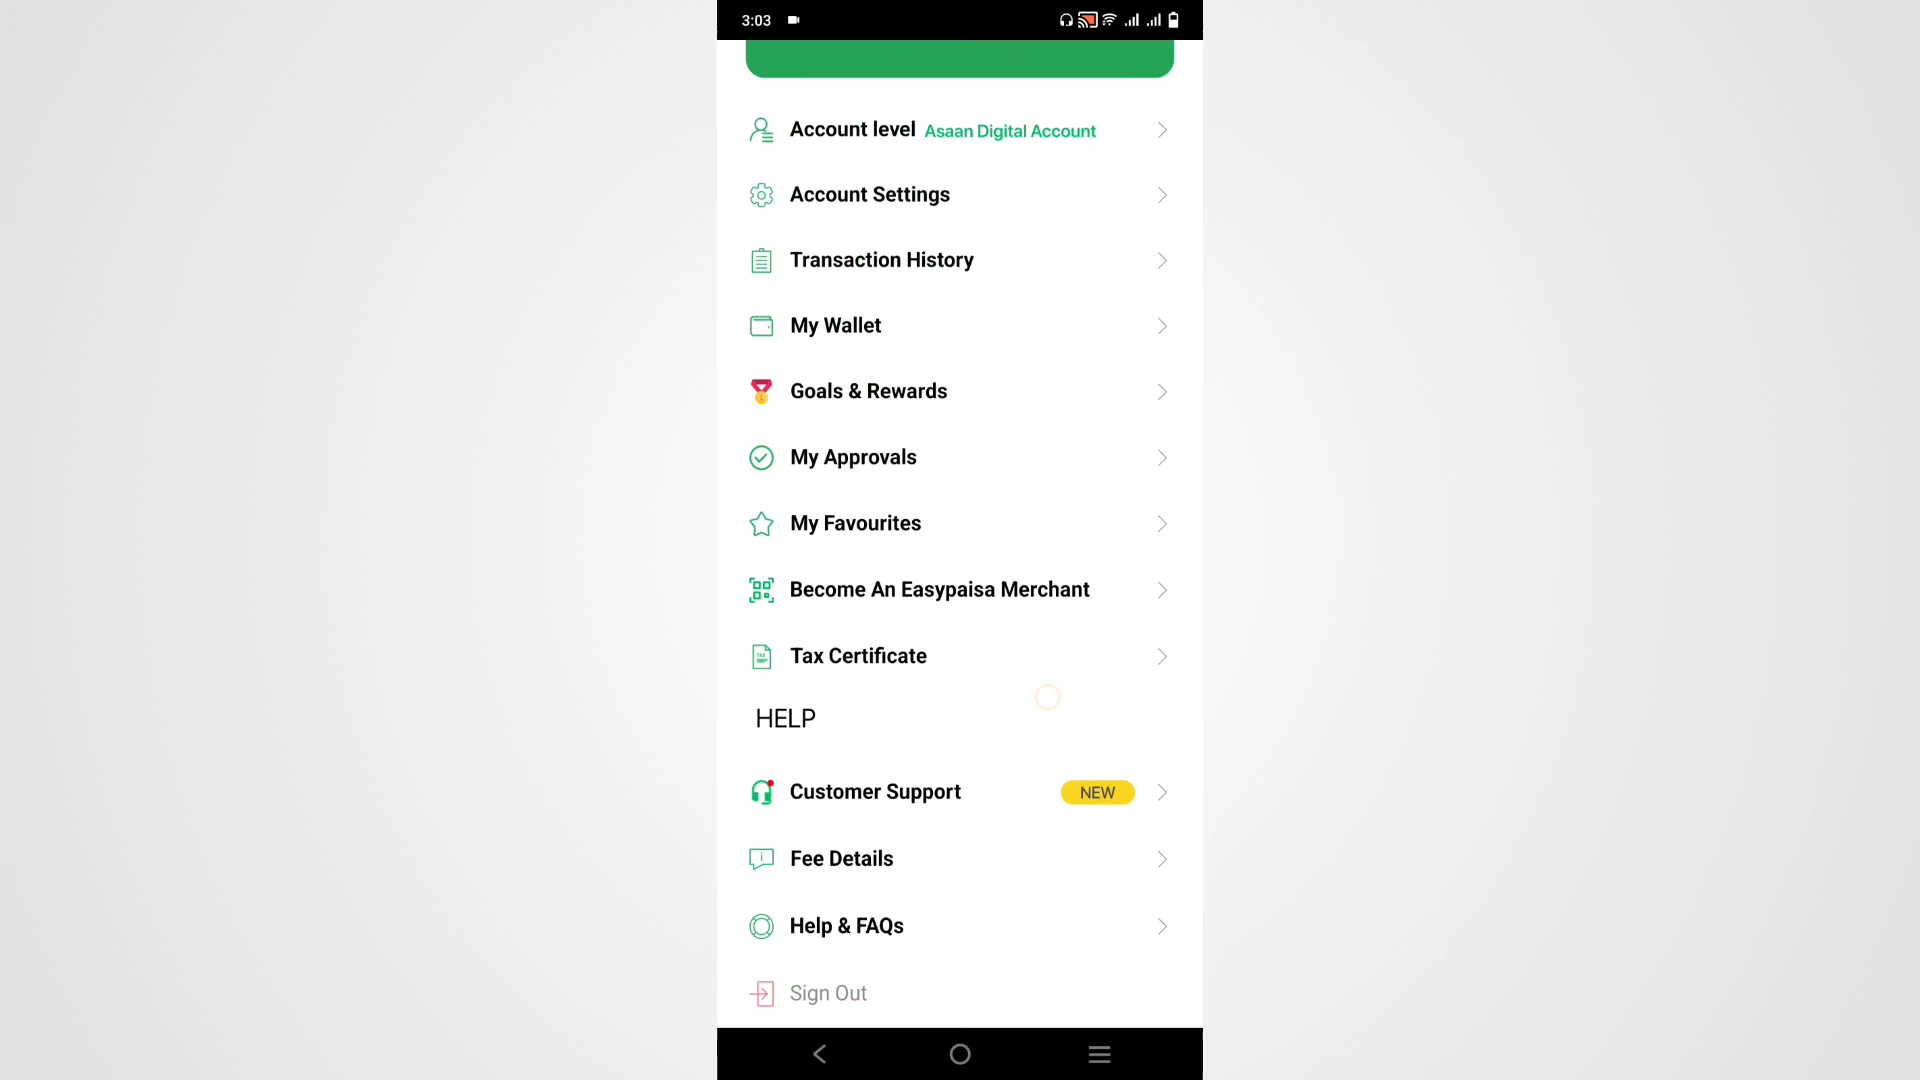 3:03
Account level Asaan Digital Account
Account Settings
Transaction History
My Wallet
Goals & Rewards
My Approvals
My Favourites
Become An Easypaisa Merchant
Tax Certificate
HELP
Customer Support NEW
Fee Details
Help & FAQs
Sign Out